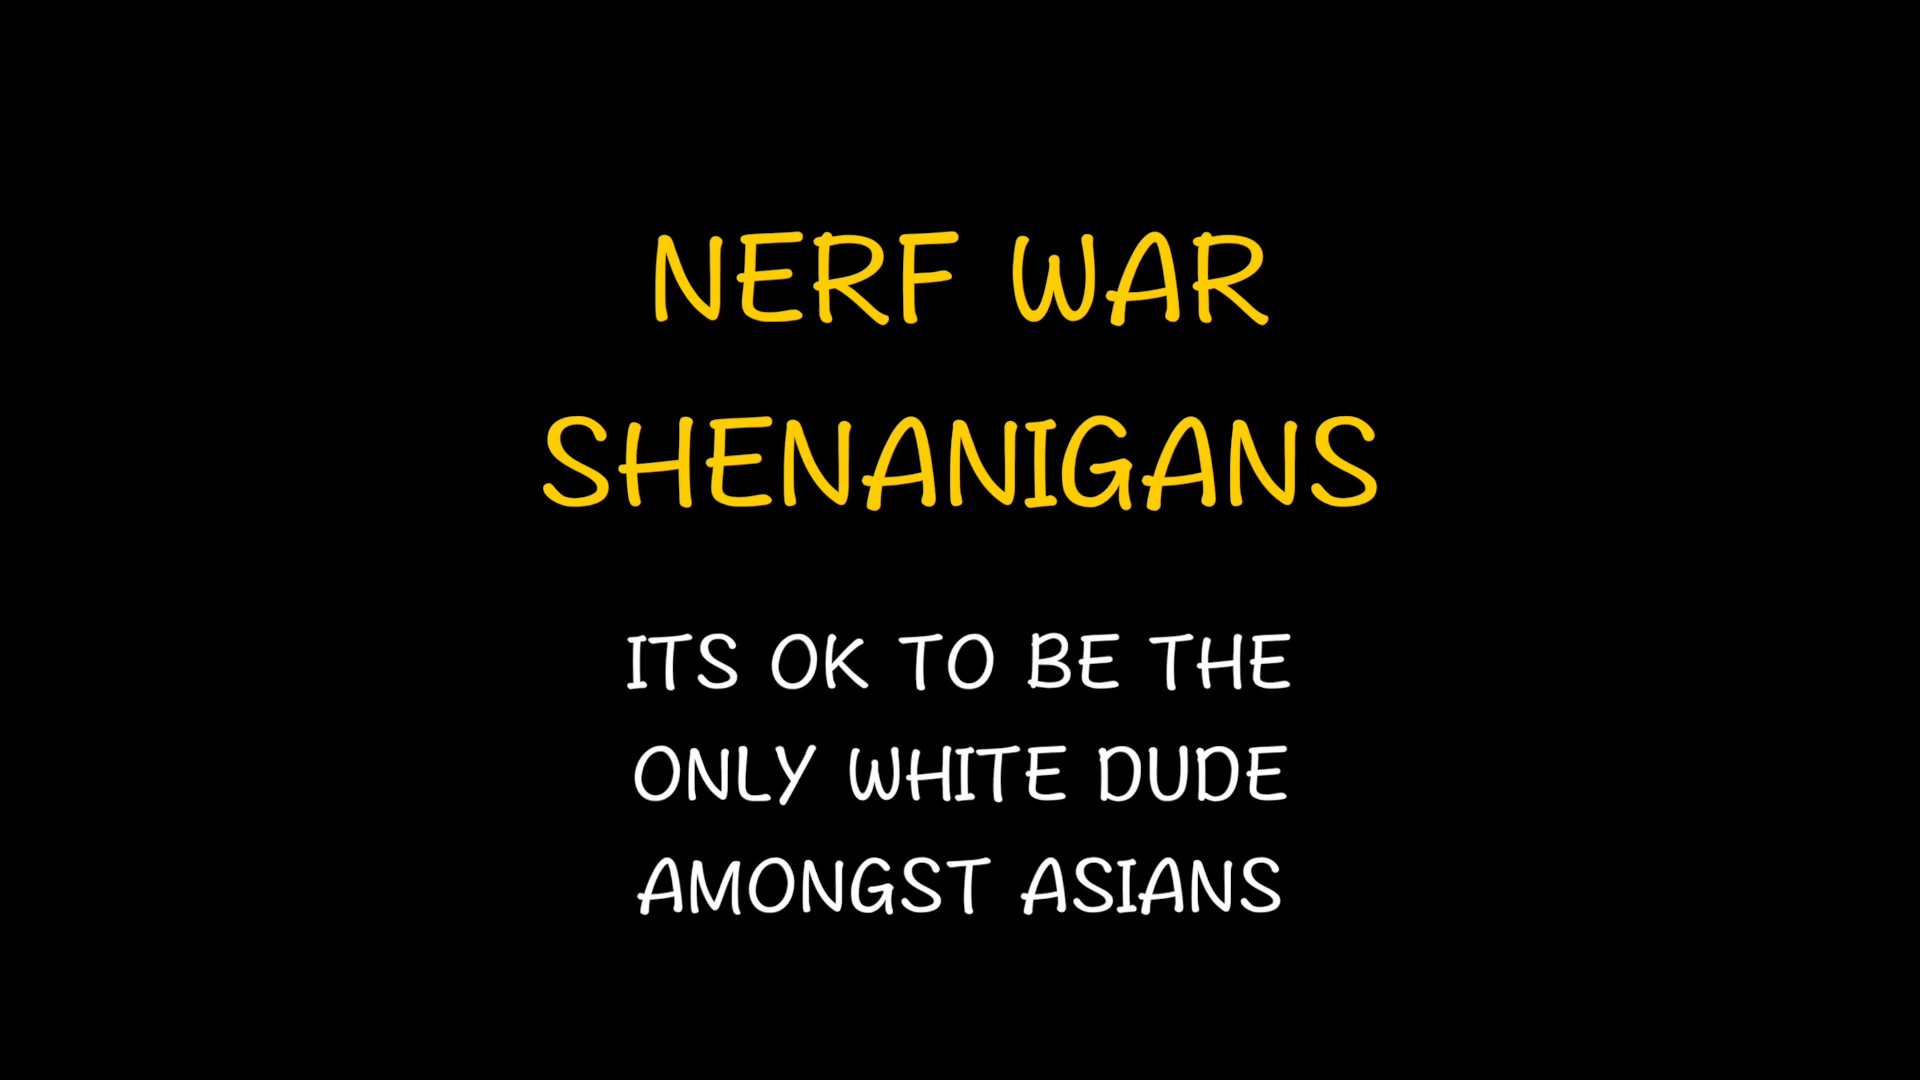 NERF WAR
SHENANIGANS
ITS OK TO BE THE
ONLY WHITE DUDE
AMONGST ASIANS